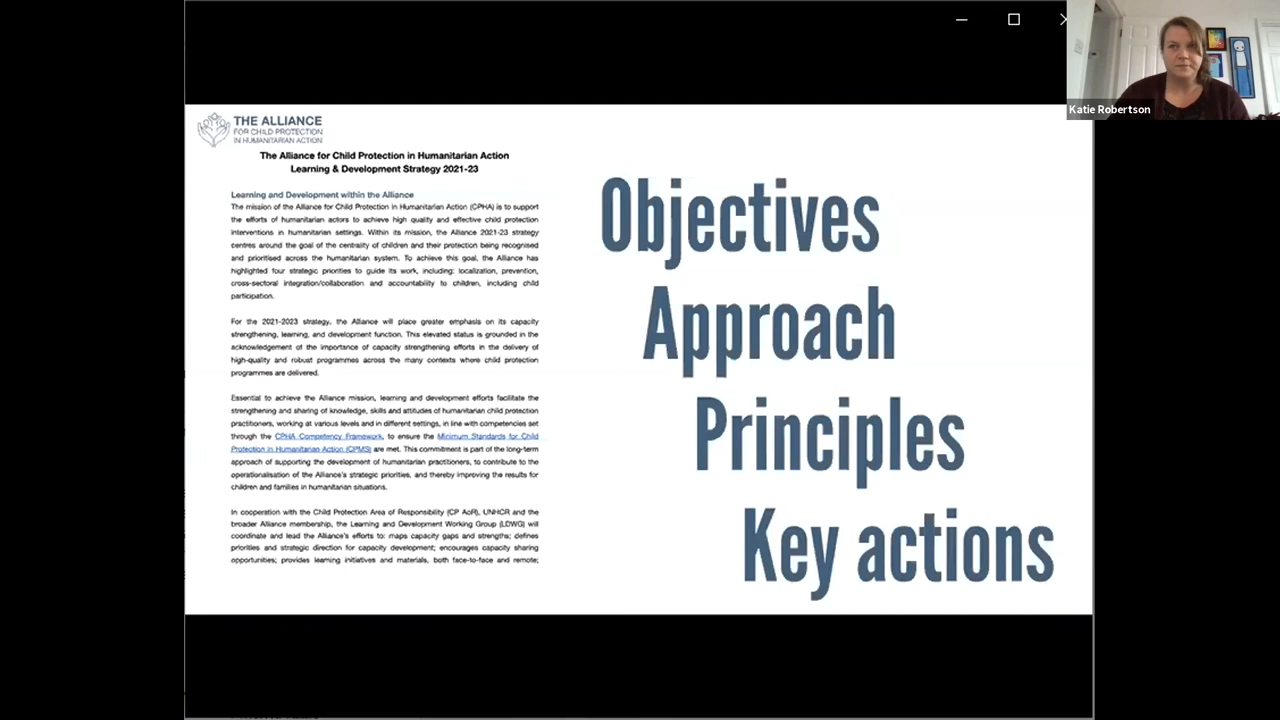 THE ALLIANCE
FOR CHILD PROTECTION
IN HUMANITARIAN ACTION
The Alliance for Child Protection in Humanitarian Action
Learning & Development Strategy 2021-23
Learning and Development within the Alliance
The mission of the Alliance for Child Protection in Humanitarian Action (CPHA) is to support
the efforts of humanitarian actors to achieve high quality and effective child protection
interventions in humanitarian settings. Within its mission, the Alliance 2021-23 strategy
centres around the goal of the centrality of children and their protection being recognised
and prioritised across the humanitarian system. To achieve this goal, the Alliance has
highlighted four strategic priorities to guide its work, including: localization, prevention,
cross-sectoral integration/collaboration and accountability to children, including child
participation.
For the 2021-2023 strategy, the Alliance will place greater emphasis on its capacity
strengthening, learning, and development function. This elevated status is grounded in the
acknowledgement of the importance of capacity strengthening efforts in the delivery of
high-quality and robust programmes across the many contexts where child protection
programmes are delivered.
Essential to achieve the Alliance mission, learning and development efforts facilitate the
strengthening and sharing of knowledge, skills and attitudes of humanitarian child protection
practitioners, working at various levels and in different settings, in line with competencies set
through the CPHA Competency Framework, to ensure the Minimum Standards for Child
Protection in Humanitarian Action (CPMS) are met. This commitment is part of the long-term
approach of supporting the development of humanitarian practitioners, to contribute to the
operationalisation of the Alliance's strategic priorities, and thereby improving the results for
children and families in humanitarian situations.
In cooperation with the Child Protection Area of Responsibility (CP AoR), UNHCR and the
broader Alliance membership, the Learning and Development Working Group (LDWG) will
coordinate and lead the Alliance's efforts to: maps capacity gaps and strengths; defines
priorities and strategic direction for capacity development; encourages capacity sharing
opportunities; provides learning initiatives and materials, both face-to-face and remote;
Objectives
Approach
Principles
Key actions
Katie Robertson